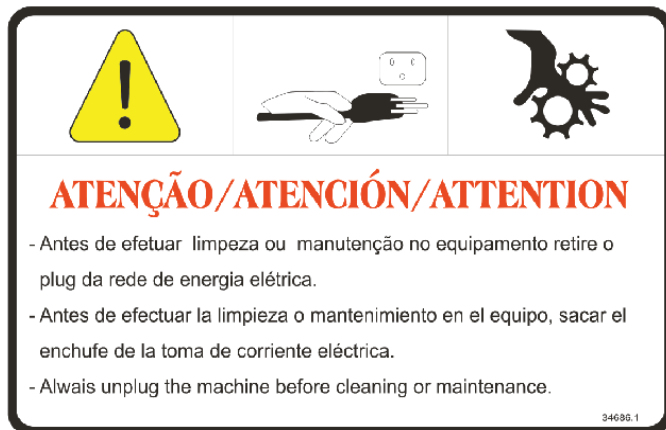 ATENÇÃO/ATENCIÓN/ATTENTION
- Antes de efetuar limpeza ou manutenção no equipamento retire o
plug da rede de energia elétrica.
- Antes de efectuar la limpieza o mantenimiento en el equipo, sacar el
enchufe de la toma de corriente eléctrica.
- Alwais unplug the machine before cleaning or maintenance.
34686.1